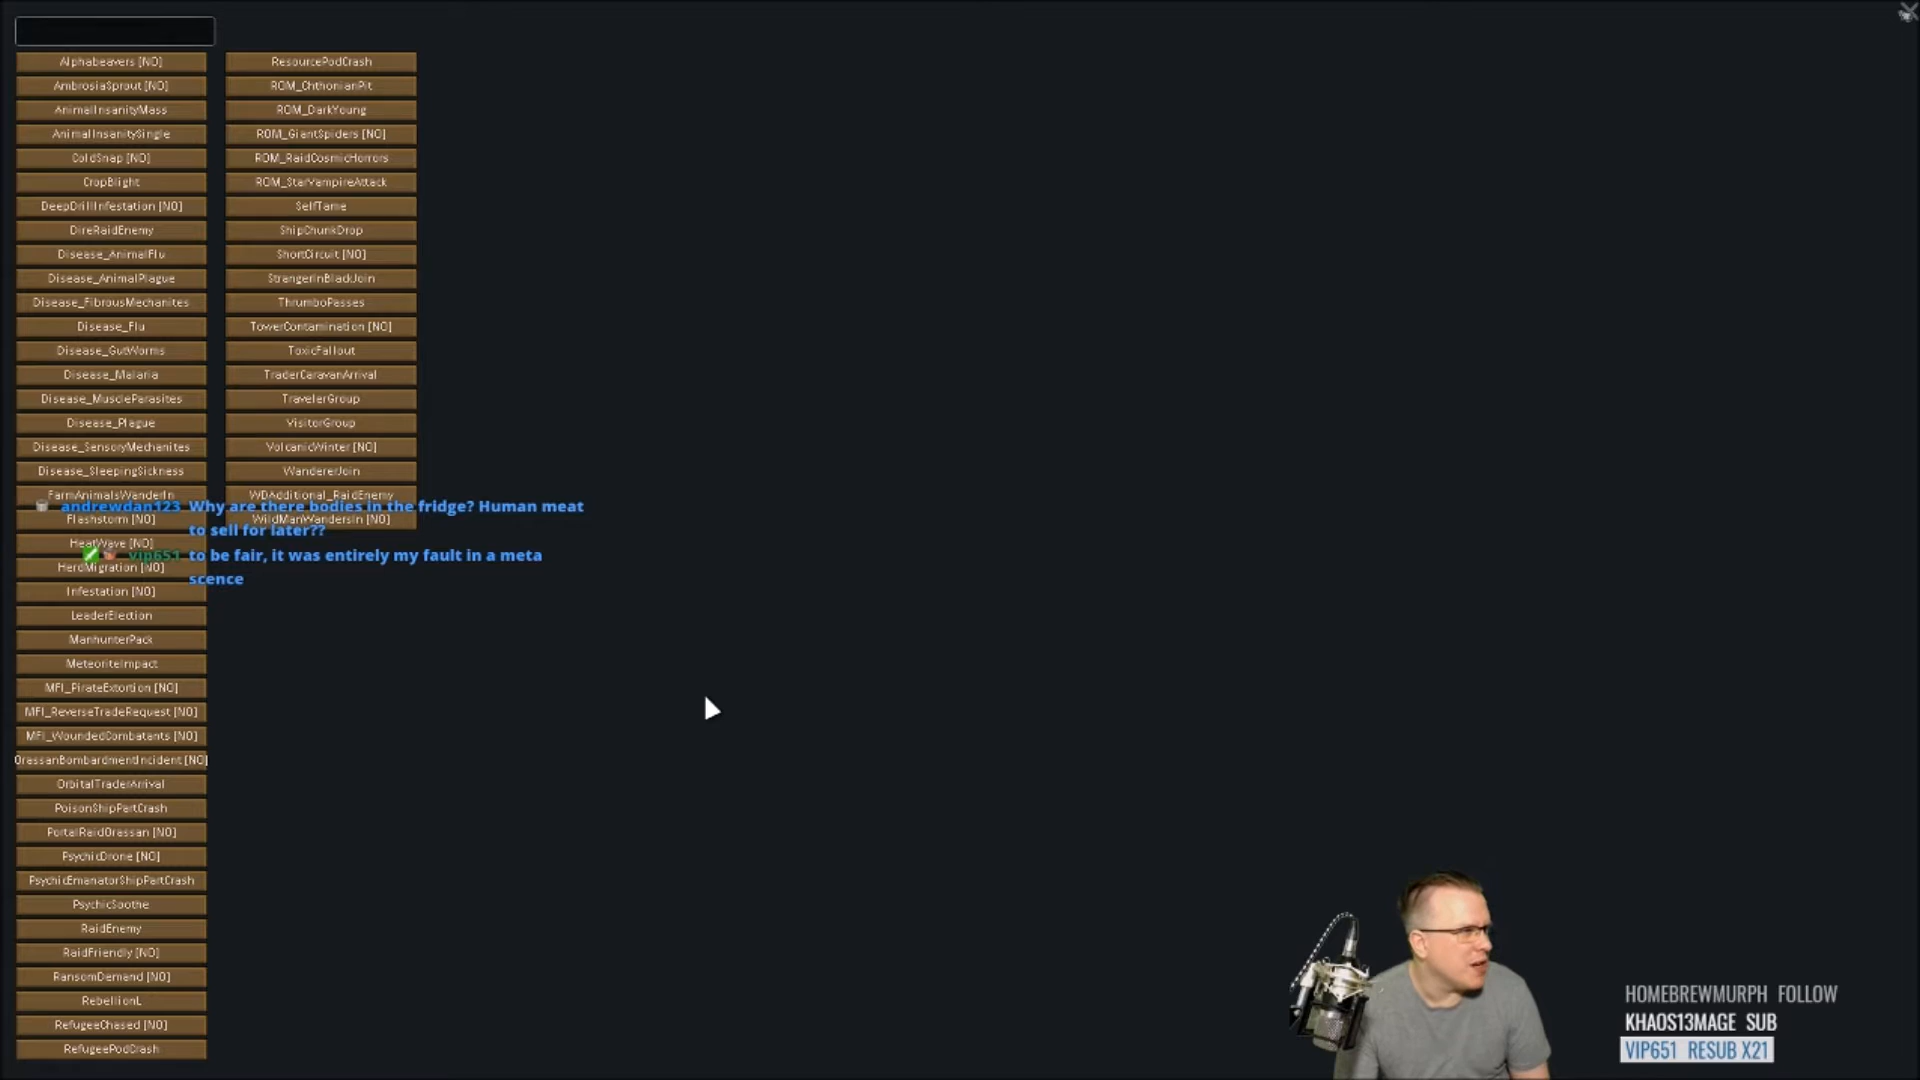 Alphabeavers [NO]
AmbrosiaSprout [NO]
AnimalInsanityMass
AnimalInsanitySingle
ColdSnap [NO]
CropBlight
DeepDrillInfestation [NO]
DireRaidEnemy
Disease_AnimalFlu
Disease_AnimalPlague
Disease_FibrousMechanites
Disease_Flu
Disease_GutWorms
Disease_Malaria
Disease_MuscleParasites
Disease_Plague
Disease_SensoryMechanites
Disease_SleepingSickness
FarmAnimalsWanderIn
Flashstorm [NO]
HeatWave [NO]
HerdMigration [NO]
Infestation [NO]
LeaderElection
ManhunterPack
MeteoriteImpact
MFI_PirateExtortion [NO]
MFI_ReverseTradeRequest [NO]
MFI_WoundedCombatants [NO]
OrassanBombardmentIncident [NO]
OrbitalTraderArrival
PoisonShipPartCrash
PortalRaidOrassan [NO]
PsychicDrone [NO]
PsychicEmanatorShipPartCrash
PsychicSoothe
RaidEnemy
RaidFriendly [NO]
RansomDemand [NO]
RebellionL
RefugeeChased [NO]
RefugeePodCrash
ResourcePodCrash
ROM_ChthonianPit
ROM_DarkYoung
ROM_GiantSpiders [NO]
ROM_RaidCosmicHorrors
ROM_StarVampireAttack
SelfTame
ShipChunkDrop
ShortCircuit [NO]
StrangerInBlackJoin
ThrumboPasses
TowerContamination [NO]
ToxicFallout
TraderCaravanArrival
TravelerGroup
VisitorGroup
VolcanicWinter [NO]
WandererJoin
WDAdditional_RaidEnemy
WildManWandersIn [NO]
andrewdan123 Why are there bodies in the fridge? Human meat
to sell for later??
vip651 to be fair, it was entirely my fault in a meta
scence
HOMEBREWMURPH FOLLOW
KHAOS13MAGE SUB
VIP651 RESUB X21